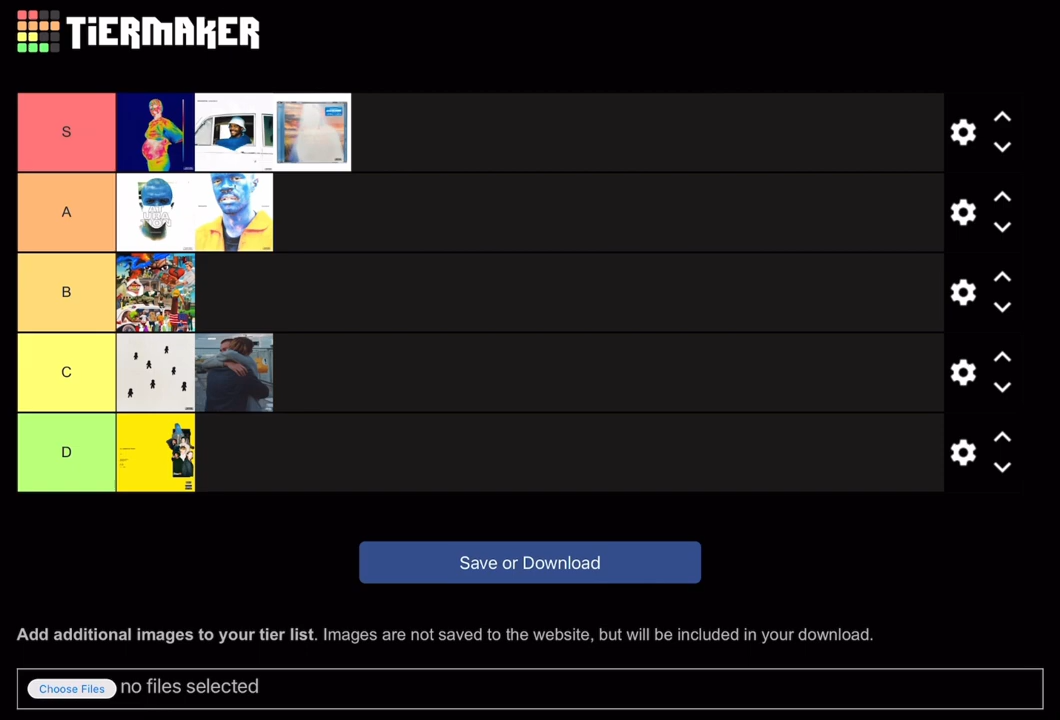 TiERMAKER
S
A
B
C
D
Save or Download
Add additional images to your tier list. Images are not saved to the website, but will be included in your download.
Choose Files no files selected